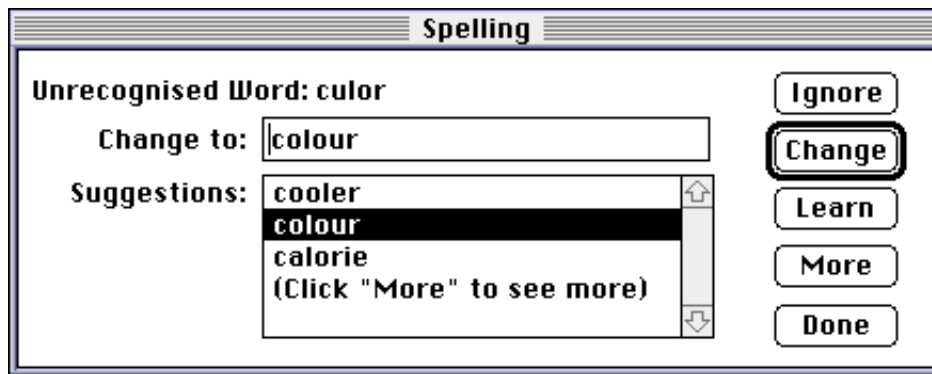 Spelling
Unrecognised Word: culor
Change to: colour
Suggestions: cooler
colour
calorie
(Click "More" to see more)
Ignore
Change
Learn
More
Done